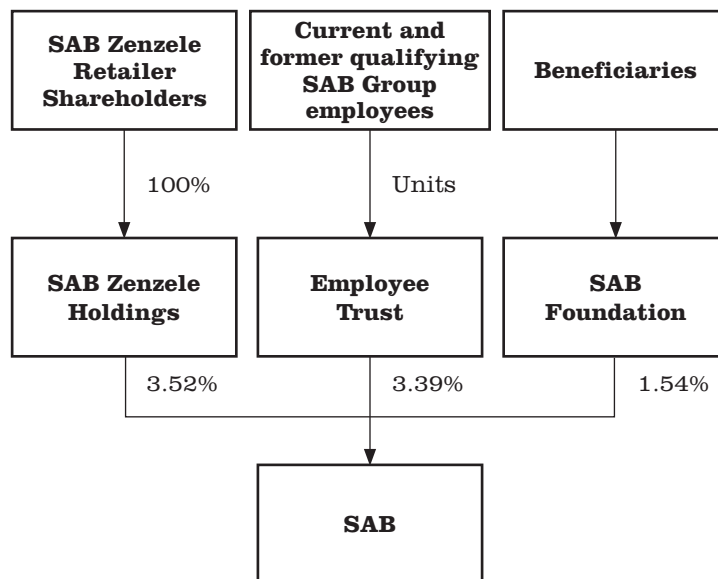 SAB Zenzele
Retailer
Shareholders
Current and
former qualifying
SAB Group
employees
Beneficiaries
100%
Units
SAB Zenzele
Holdings
Employee
Trust
SAB
Foundation
3.52%
3.39%
1.54%
SAB